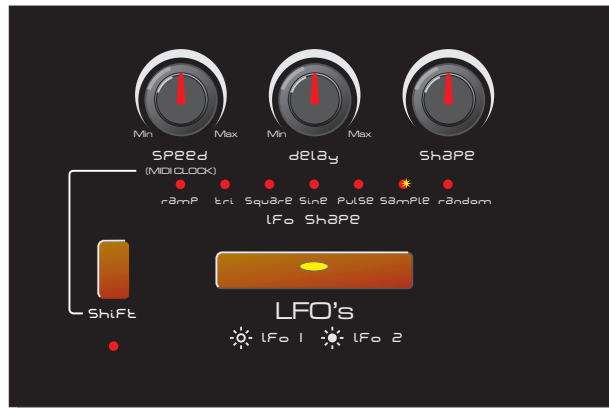 Min Max Min Max
speed delay shape
(MIDI CLOCK)
ramp tri square sine pulse sample random
lfo shape
shift
LFO's
lfo 1 lfo 2